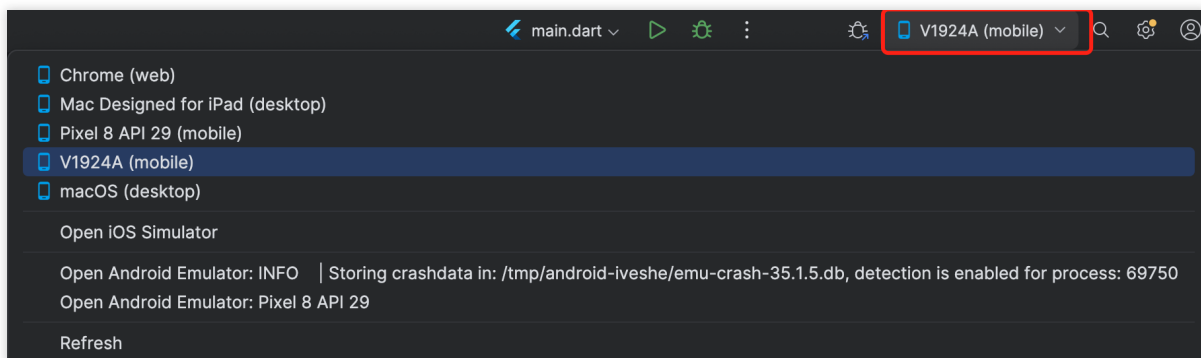 main.dart
V1924A (mobile)
Chrome (web)
Mac Designed for iPad (desktop)
Pixel 8 API 29 (mobile)
V1924A (mobile)
macOS (desktop)
Open iOS Simulator
Open Android Emulator: INFO    | Storing crashdata in: /tmp/android-iveshe/emu-crash-35.1.5.db, detection is enabled for process: 69750
Open Android Emulator: Pixel 8 API 29
Refresh